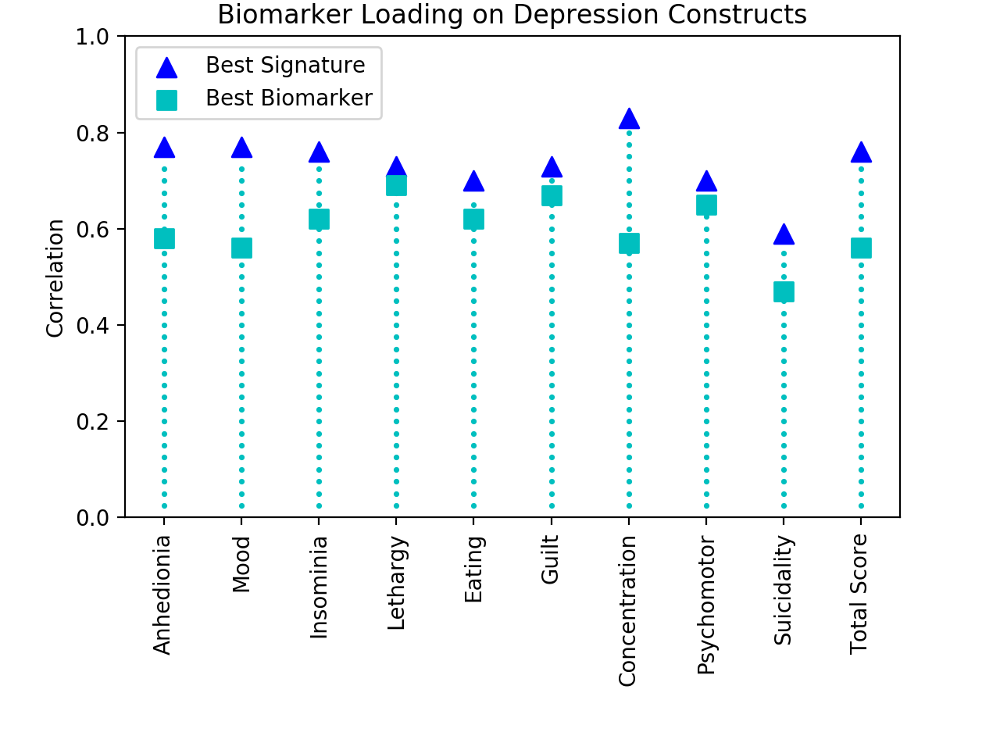 Biomarker Loading on Depression Constructs
Best Signature
Best Biomarker
Correlation
1.0
0.8
0.6
0.4
0.2
0.0
Anhedionia
Mood
Insominia
Lethargy
Eating
Guilt
Concentration
Psychomotor
Suicidality
Total Score